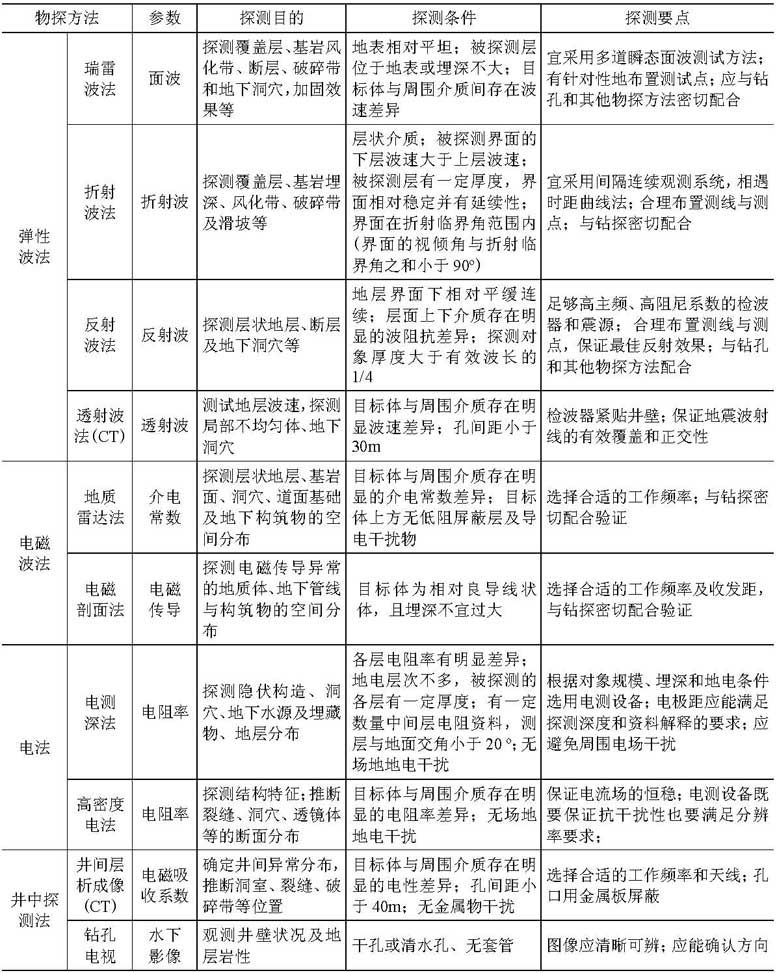 物探方法 参数 探测目的 探测条件 探测要点
弹性
波法
瑞雷
波法
面波
探测覆盖层、基岩风
化带、断层、破碎带
和地下洞穴，加固效
果等
地表相对平坦；被探测层
位于地表或埋深不大；目
标体与周围介质间存在波
速差异
宜采用多道瞬态面波测试方法；
有针对性地布置测试点；应与钻
孔和其他物探方法密切配合
折射
波法
折射波
探测覆盖层、基岩埋
深、风化带、破碎带
及滑坡等
层状介质；被探测界面的
下层波速大于上层波速；
被探测层有一定厚度，界
面相对稳定并有延续性；
界面在折射临界角范围内
(界面的视倾角与折射临
界角之和小于90°)
宜采用间隔连续观测系统，相遇
时距曲线法；合理布置测线与测
点；与钻探密切配合
反射
波法
反射波
探测层状地层、断层
及地下洞穴等
地层界面下相对平缓连
续；层面上下介质存在明
显的波阻抗差异；探测对
象厚度大于有效波长的
1/4
足够高主频、高阻尼系数的检波
器和震源；合理布置测线与测
点，保证最佳反射效果；与钻孔
和其他物探方法配合
透射波
法(CT)
透射波
测试地层波速，探测
局部不均匀体、地下
洞穴
目标体与周围介质存在明
显波速差异；孔间距小于
30m
检波器紧贴井壁；保证地震波射
线的有效覆盖和正交性
电磁
波法
地质
雷达法
介电
常数
探测层状地层、基岩
面、洞穴、道面基础
及地下构筑物的空
间分布
目标体与周围介质存在明
显的介电常数差异；目标
体上方无低阻屏蔽层及导
电干扰物
选择合适的工作频率；与钻探密
切配合验证
电磁
剖面法
电磁
传导
探测电磁传导异常
的地质体、地下管线
与构筑物的空间分
布
目标体为相对良导线状
体，且埋深不宜过大
选择合适的工作频率及收发距，
与钻探密切配合验证
电法
电测
深法
电阻率
探测隐伏构造、洞
穴、地下水源及埋藏
物、地层分布
各层电阻率有明显差异；
地电层次不多，被探测的
各层有一定厚度；有一定
数量中间层电阻资料，测
层与地面交角小于20°；无
场地地电干扰
根据对象规模、埋深和地电条件
选用电测设备；电极距应能满足
探测深度和资料解释的要求；应
避免周围电场干扰
高密度
电法
电阻率
探测结构特征；推断
裂缝、洞穴、透镜体
等的断面分布
目标体与周围介质存在明
显的电阻率差异；无场地
地电干扰
保证电流场的恒稳；电测设备既
要保证抗干扰性也要满足分辨
率要求；
井中探
测法
井间层
析成像
(CT)
电磁吸
收系数
确定井间异常分布，
推断洞室、裂缝、破
碎带等位置
目标体与周围介质存在明
显的电性差异；孔间距小
于40m；无金属物干扰
选择合适的工作频率和天线；孔
口用金属板屏蔽
钻孔
电视
水下
影像
观测井壁状况及地
层岩性
干孔或清水孔、无套管
图像应清晰可辨；应能确认方向